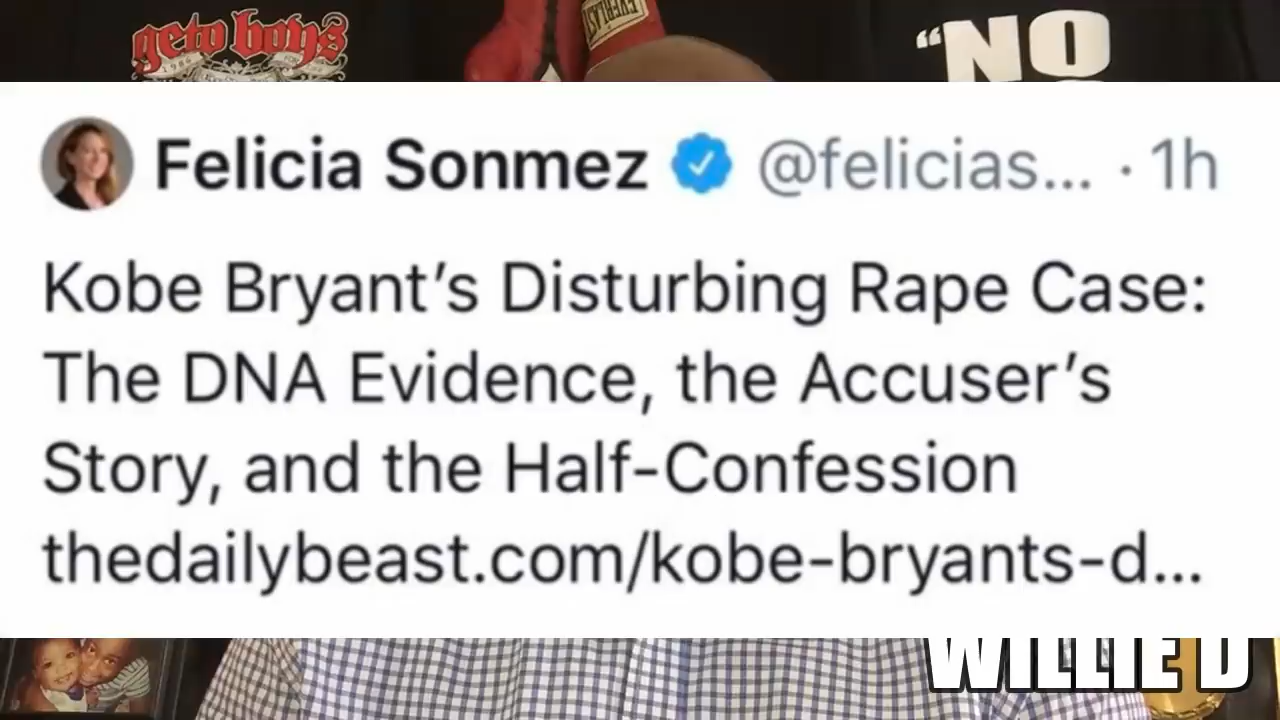 geto boys
EVERLAST
“NO
Felicia Sonmez @felicias... · 1h
Kobe Bryant’s Disturbing Rape Case:
The DNA Evidence, the Accuser’s
Story, and the Half-Confession
thedailybeast.com/kobe-bryants-d...
WILLIE D